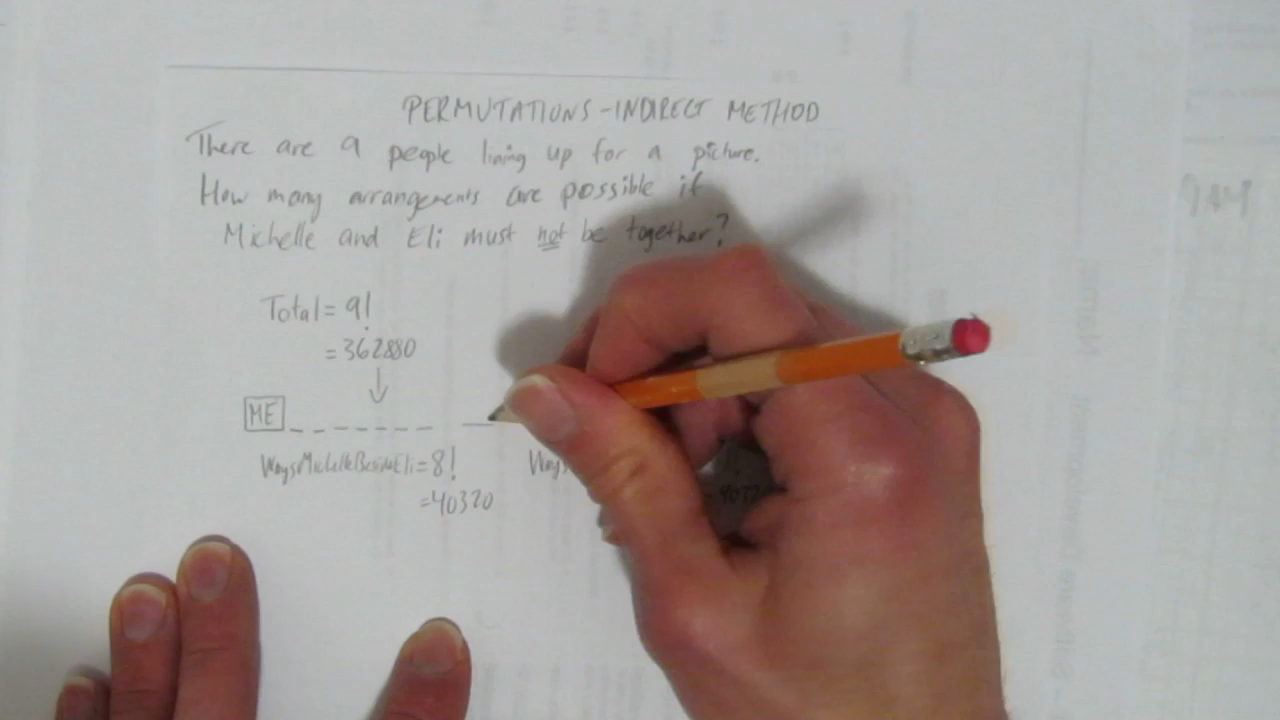 PERMUTATIONS - INDIRECT METHOD
There are 9 people lining up for a picture.
How many arrangements are possible if
Michelle and Eli must not be together?
Total = 9!
= 362880
ME
WaysMichelleBesideEli = 8!
= 40320
Ways